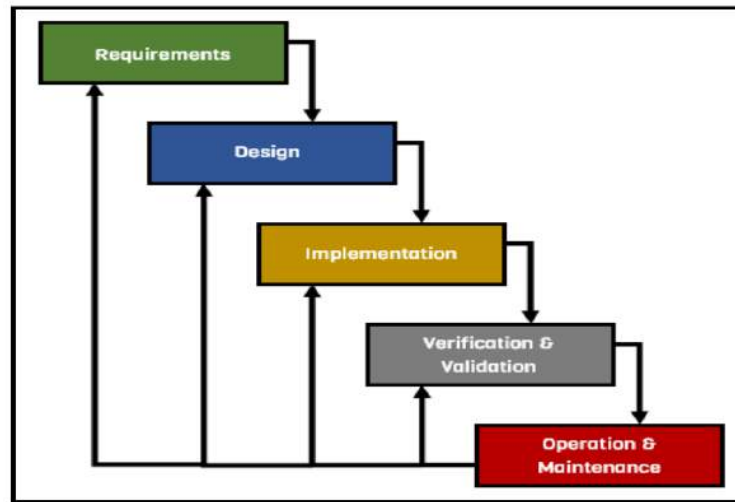 Requirements
Design
Implementation
Verification &
Validation
Operation &
Maintenance